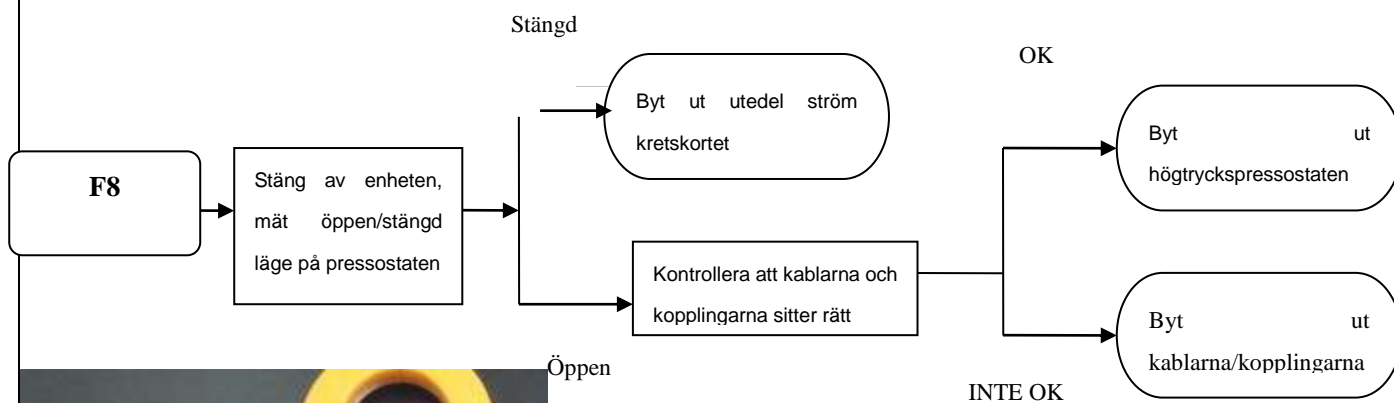 Stängd
OK
Byt ut utedel ström
kretskortet
Byt ut
högtryckspressostaten
F8
Stäng av enheten,
mät öppen/stängd
läge på pressostaten
Kontrollera att kablarna och
kopplingarna sitter rätt
Byt ut
kablarna/kopplingarna
Öppen
INTE OK